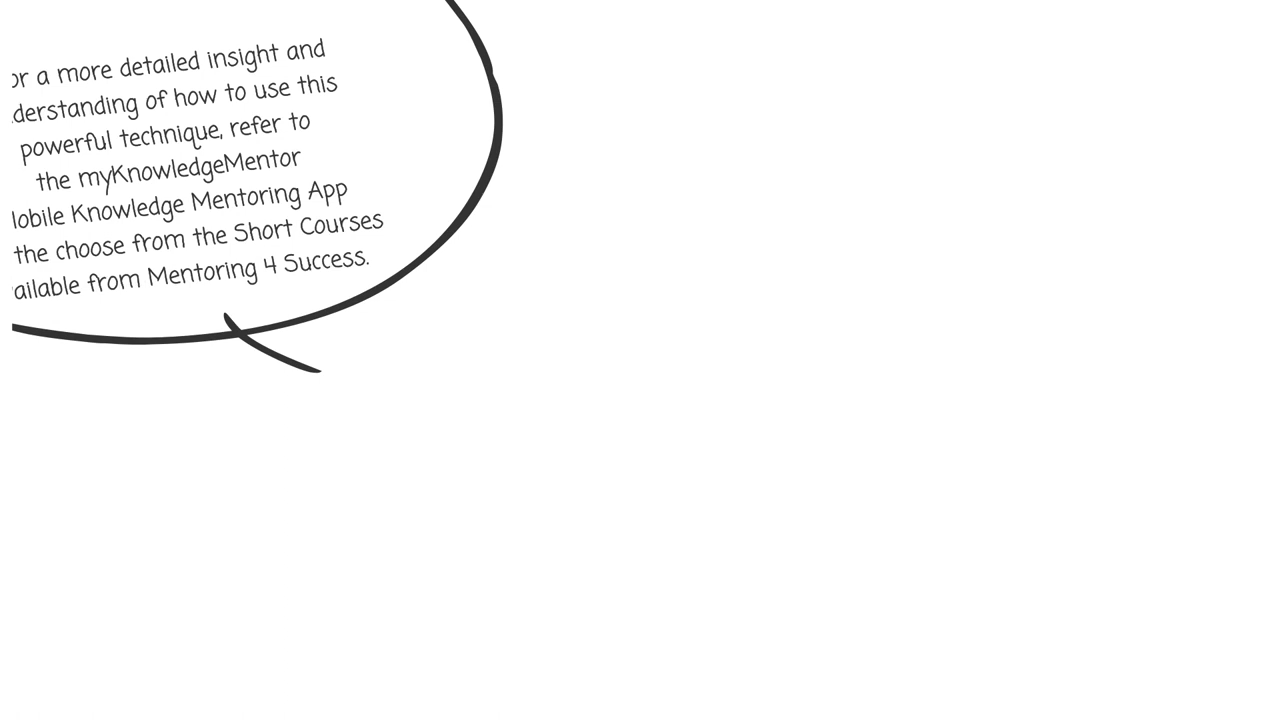 or a more detailed insight and
derstanding of how to use this
powerful technique, refer to
the myKnowledgeMentor
obile Knowledge Mentoring App
the choose from the Short Courses
ailable from Mentoring 4 Success.